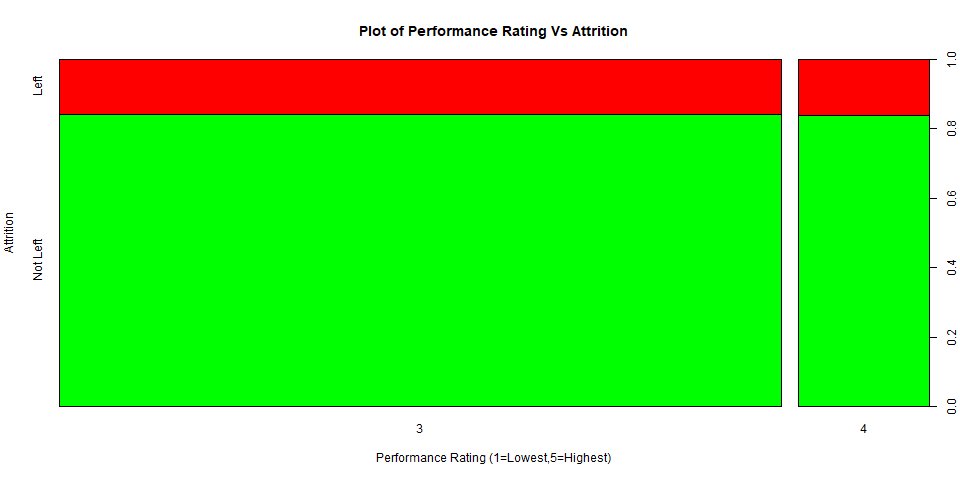 Plot of Performance Rating Vs Attrition
Left
Not Left
Attrition
1.0
0.8
0.6
0.4
0.2
0.0
3
4
Performance Rating (1=Lowest,5=Highest)